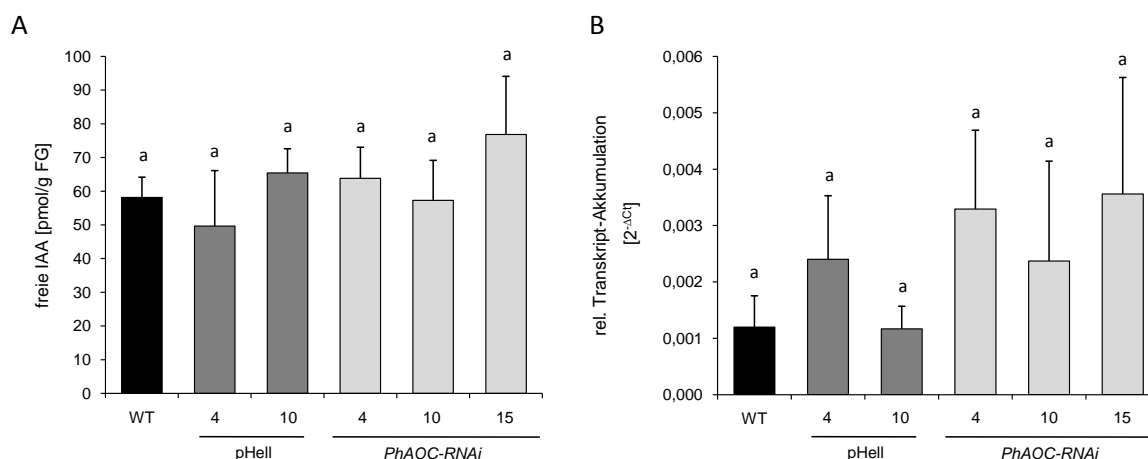 A
freie IAA [pmol/g FG]
100
90
80
70
60
50
40
30
20
10
0
a
a
a
a
a
a
WT
4
10
4
10
15
pHell
PhAOC-RNAi
B
rel. Transkript-Akkumulation
[2-ΔCt]
0,006
0,005
0,004
0,003
0,002
0,001
0,000
a
a
a
a
a
a
WT
4
10
4
10
15
pHell
PhAOC-RNAi